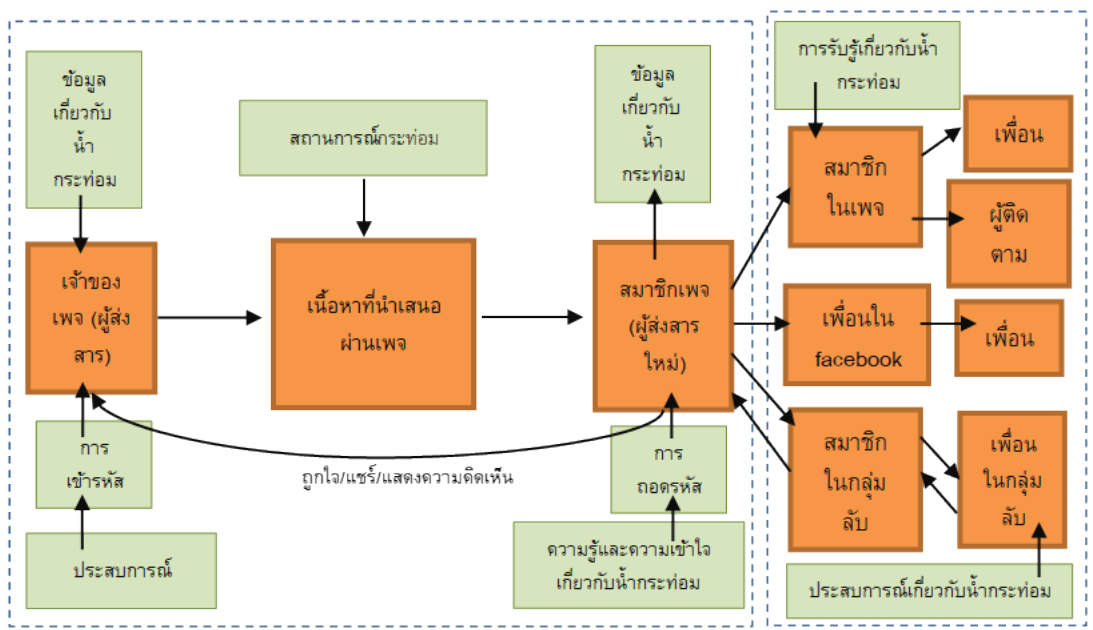 ข้อมูล
เกี่ยวกับ
น้ำ
กระท่อม
สถานการณ์กระท่อม
ข้อมูล
เกี่ยวกับ
น้ำ
กระท่อม
เจ้าของ
เพจ (ผู้ส่ง
สาร)
เนื้อหาที่นำเสนอ
ผ่านเพจ
สมาชิกเพจ
(ผู้ส่งสาร
ใหม่)
การ
เข้ารหัส
ถูกใจ/แชร์/แสดงความคิดเห็น
การ
ถอดรหัส
ประสบการณ์
ความรู้และความเข้าใจ
เกี่ยวกับน้ำกระท่อม
การรับรู้เกี่ยวกับน้ำ
กระท่อม
สมาชิก
ในเพจ
เพื่อน
ผู้ติด
ตาม
เพื่อนใน
facebook
เพื่อน
สมาชิก
ในกลุ่ม
ลับ
เพื่อน
ในกลุ่ม
ลับ
ประสบการณ์เกี่ยวกับน้ำกระท่อม